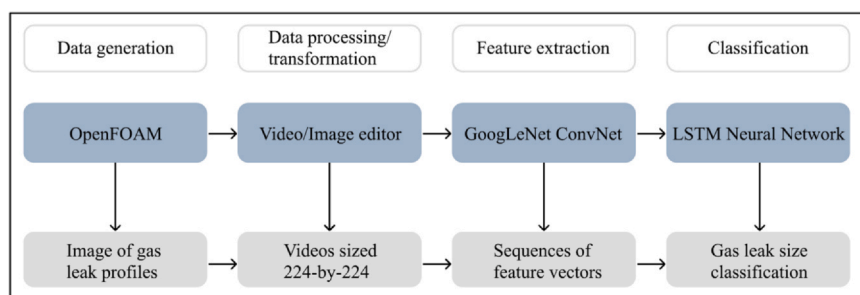 Data generation
Data processing/
transformation
Feature extraction
Classification
OpenFOAM
Video/Image editor
GoogLeNet ConvNet
LSTM Neural Network
Image of gas
leak profiles
Videos sized
224-by-224
Sequences of
feature vectors
Gas leak size
classification